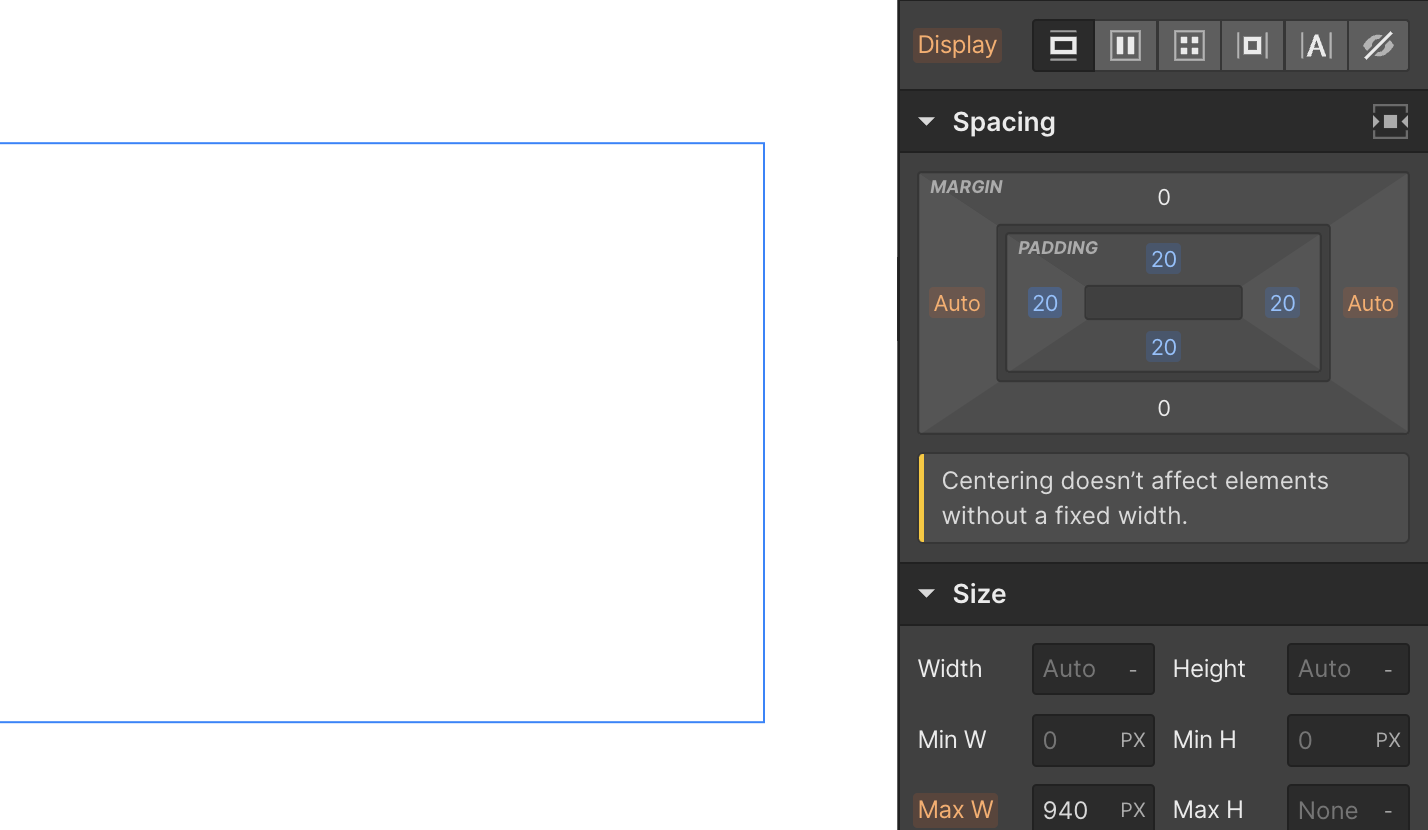 Display
Spacing
MARGIN
0
PADDING
20
Auto
20
20
Auto
20
0
Centering doesn’t affect elements
without a fixed width.
Size
Width Auto - Height Auto -
Min W 0 PX Min H 0 PX
Max W 940 PX Max H None -